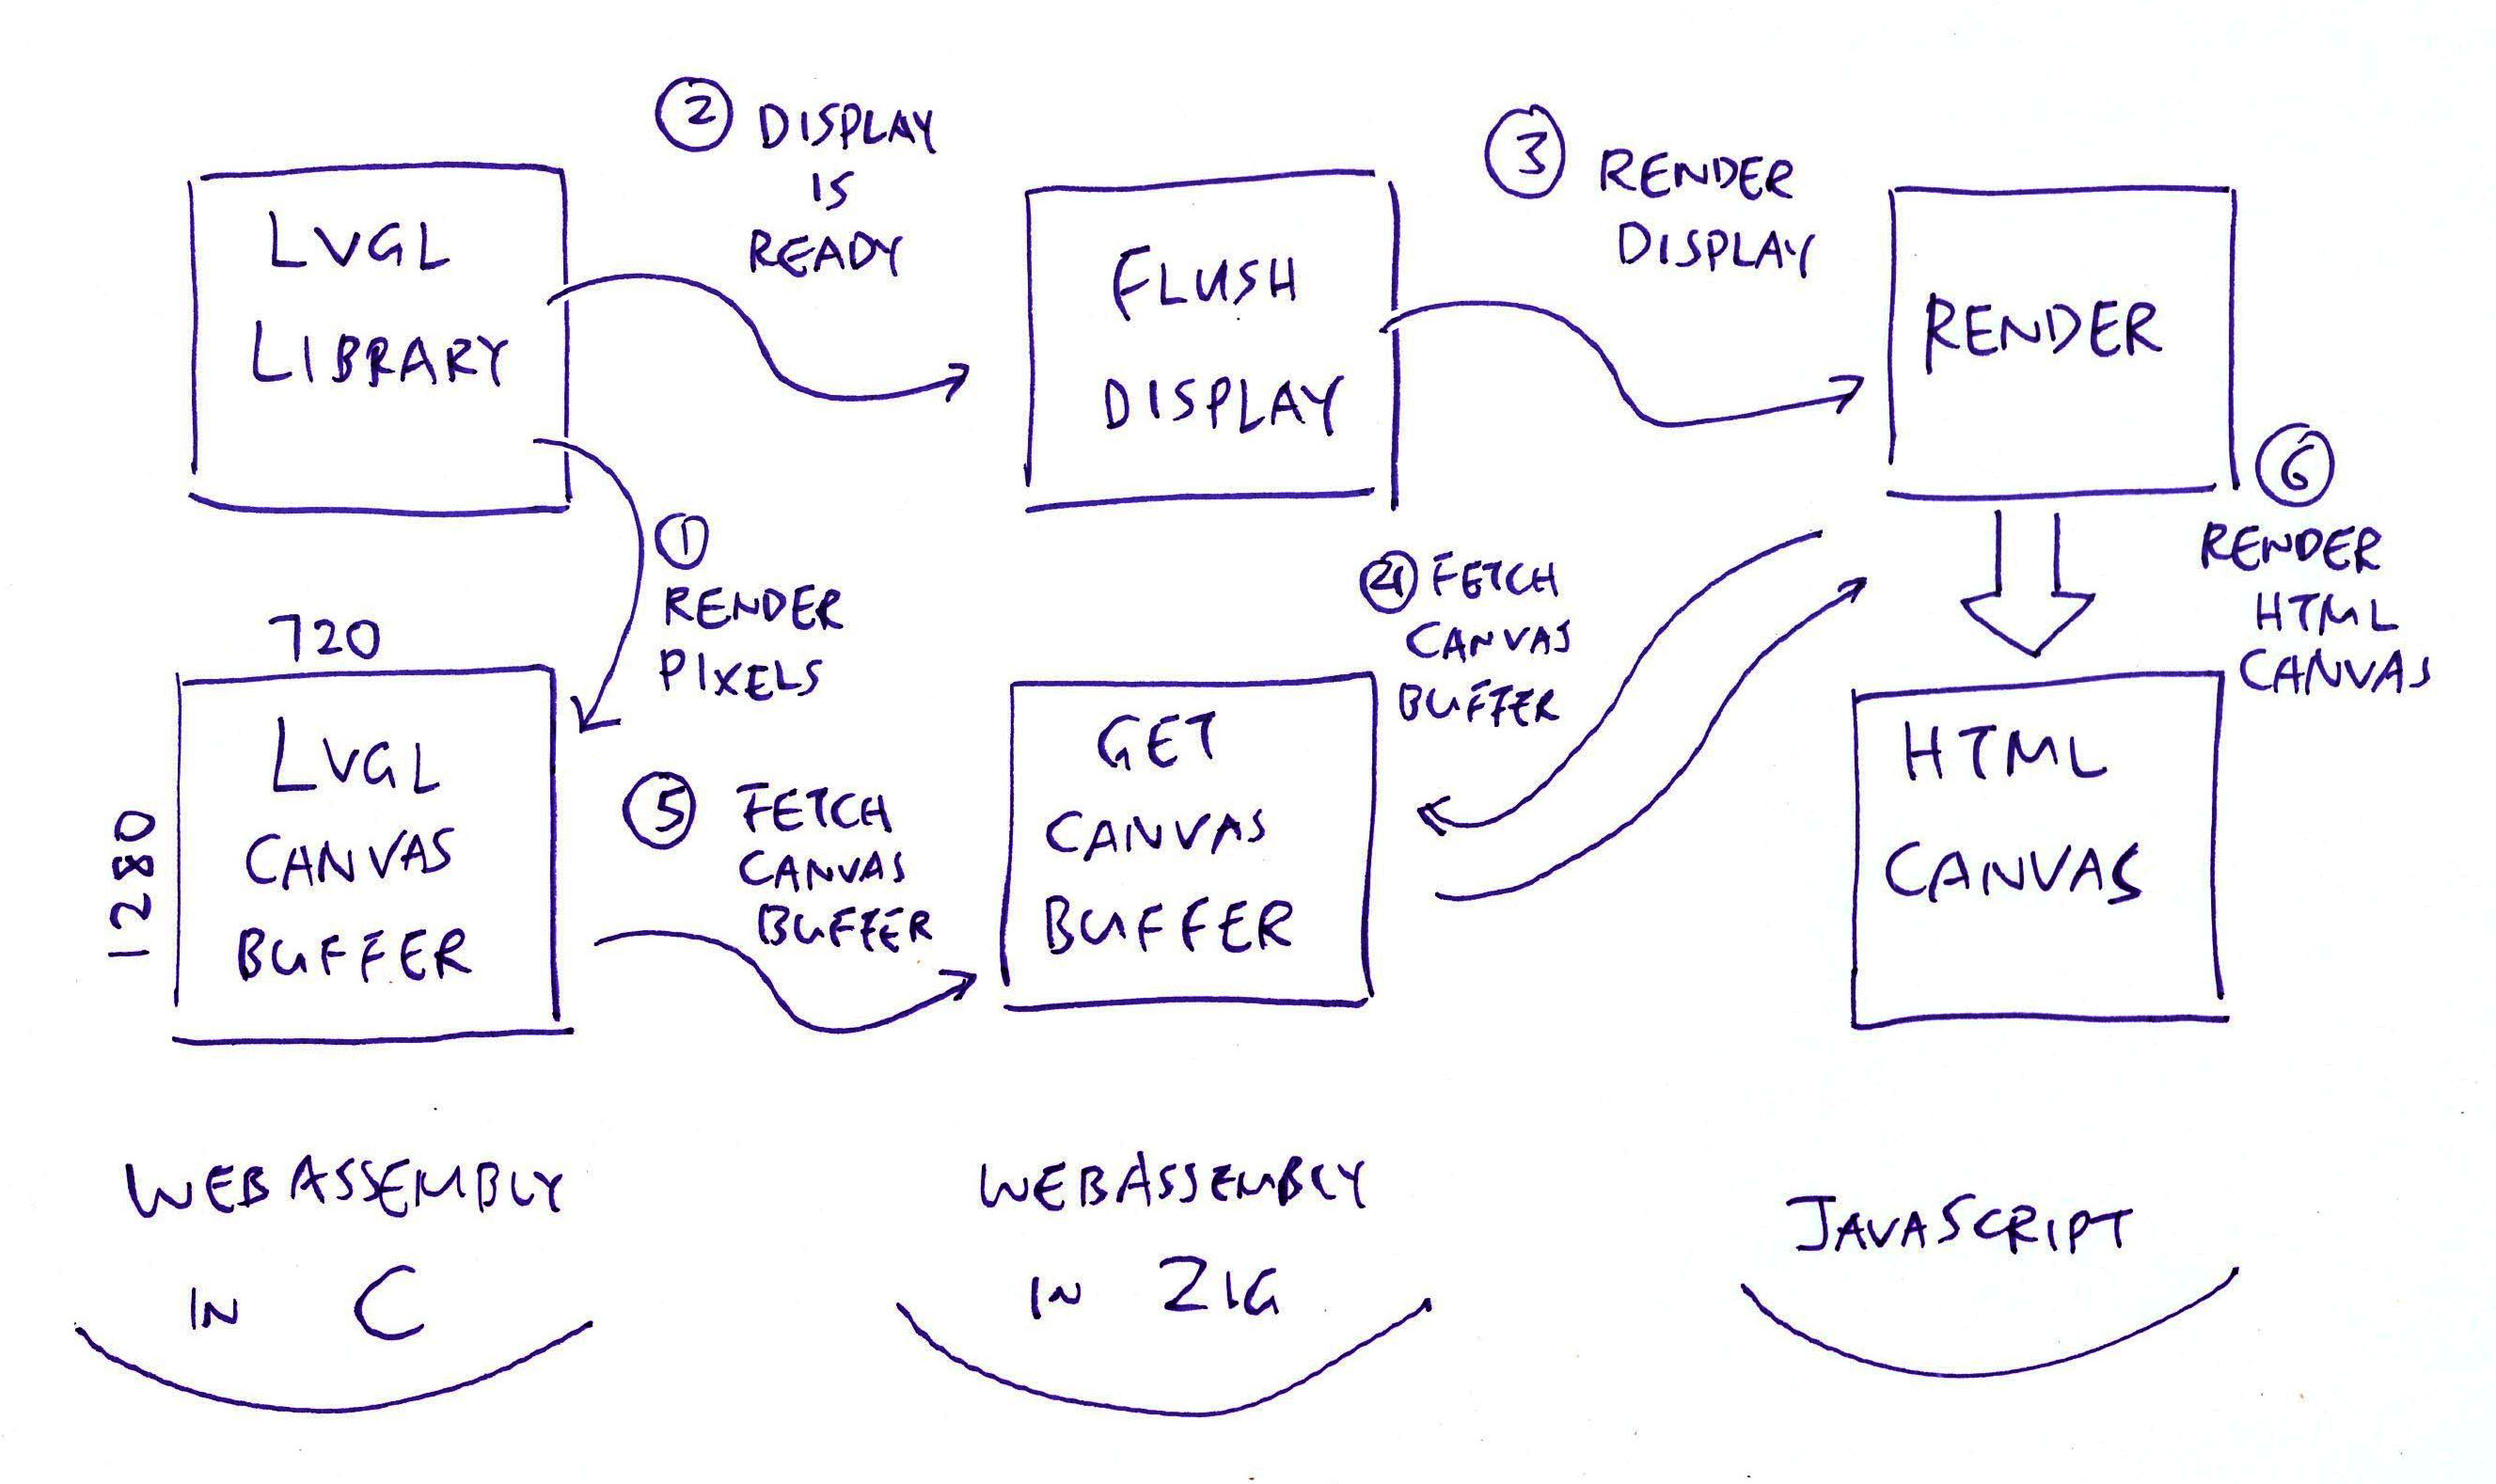 ② DISPLAY
IS
READY
③ RENDER
DISPLAY
LVGL
LIBRARY
FLUSH
DISPLAY
RENDER
①
RENDER
PIXELS
④ FETCH
CANVAS
BUFFER
⑥
RENDER
HTML
CANVAS
720
1280
LVGL
CANVAS
BUFFER
⑤ FETCH
CANVAS
BUFFER
GET
CANVAS
BUFFER
HTML
CANVAS
WEBASSEMBLY
IN C
WEBASSEMBLY
IN ZIG
JAVASCRIPT